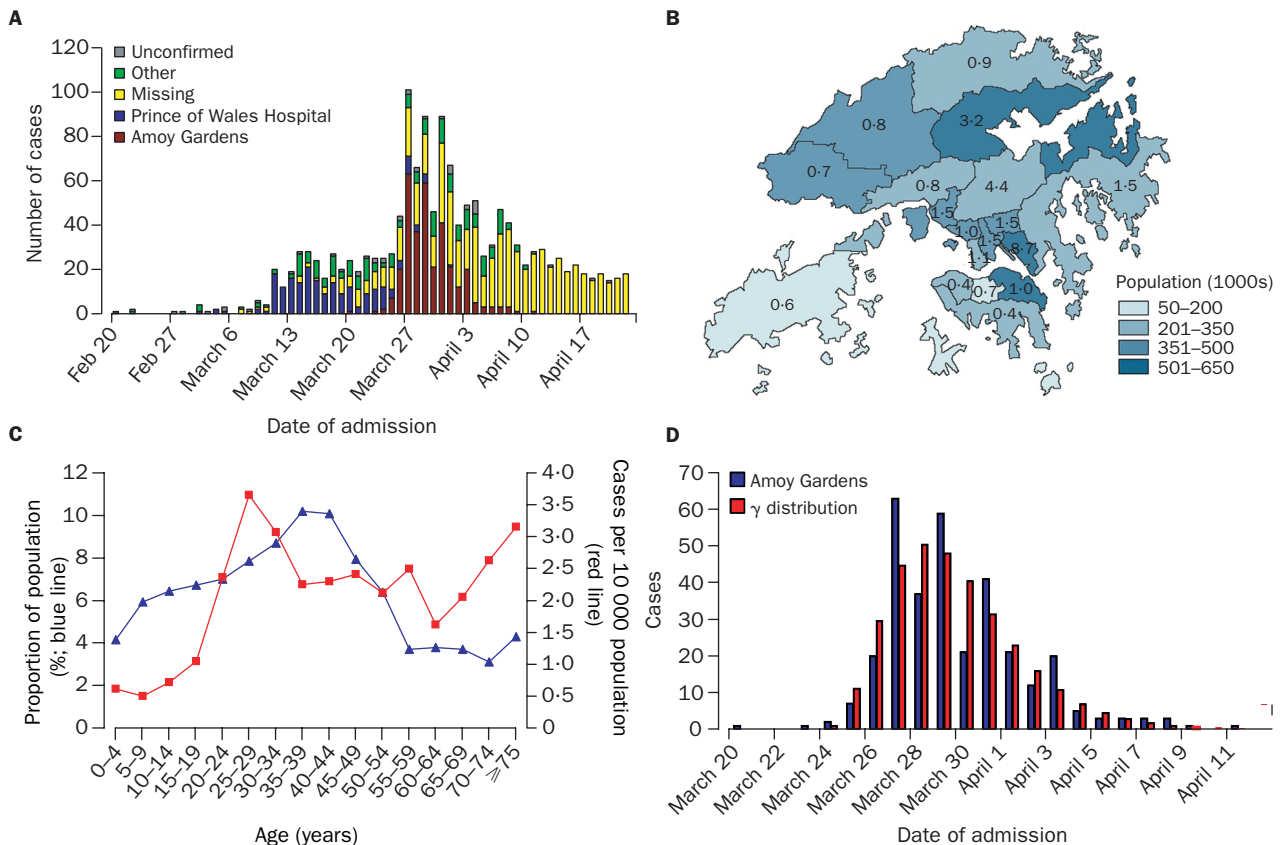 A
Number of cases
120
100
80
60
40
20
0
Unconfirmed
Other
Missing
Prince of Wales Hospital
Amoy Gardens
Feb 20
Feb 27
March 6
March 13
March 20
March 27
April 3
April 10
April 17
Date of admission
B
0·9
3·2
0·8
0·7
0·8
4·4
1·5
1·5
1·0
1·5
1·5
8·7
1·1
0·6
0·4
0·7
1·0
0·4
Population (1000s)
50–200
201–350
351–500
501–650
C
Proportion of population
(%; blue line)
12
10
8
6
4
2
0
4·0
3·5
3·0
2·5
2·0
1·5
1·0
0·5
0
Cases per 10 000 population
(red line)
0–4
5–9
10–14
15–19
20–24
25–29
30–34
35–39
40–44
45–49
50–54
55–59
60–64
65–69
70–74
⩾75
Age (years)
D
Cases
70
60
50
40
30
20
10
0
Amoy Gardens
γ distribution
March 20
March 22
March 24
March 26
March 28
March 30
April 1
April 3
April 5
April 7
April 9
April 11
Date of admission